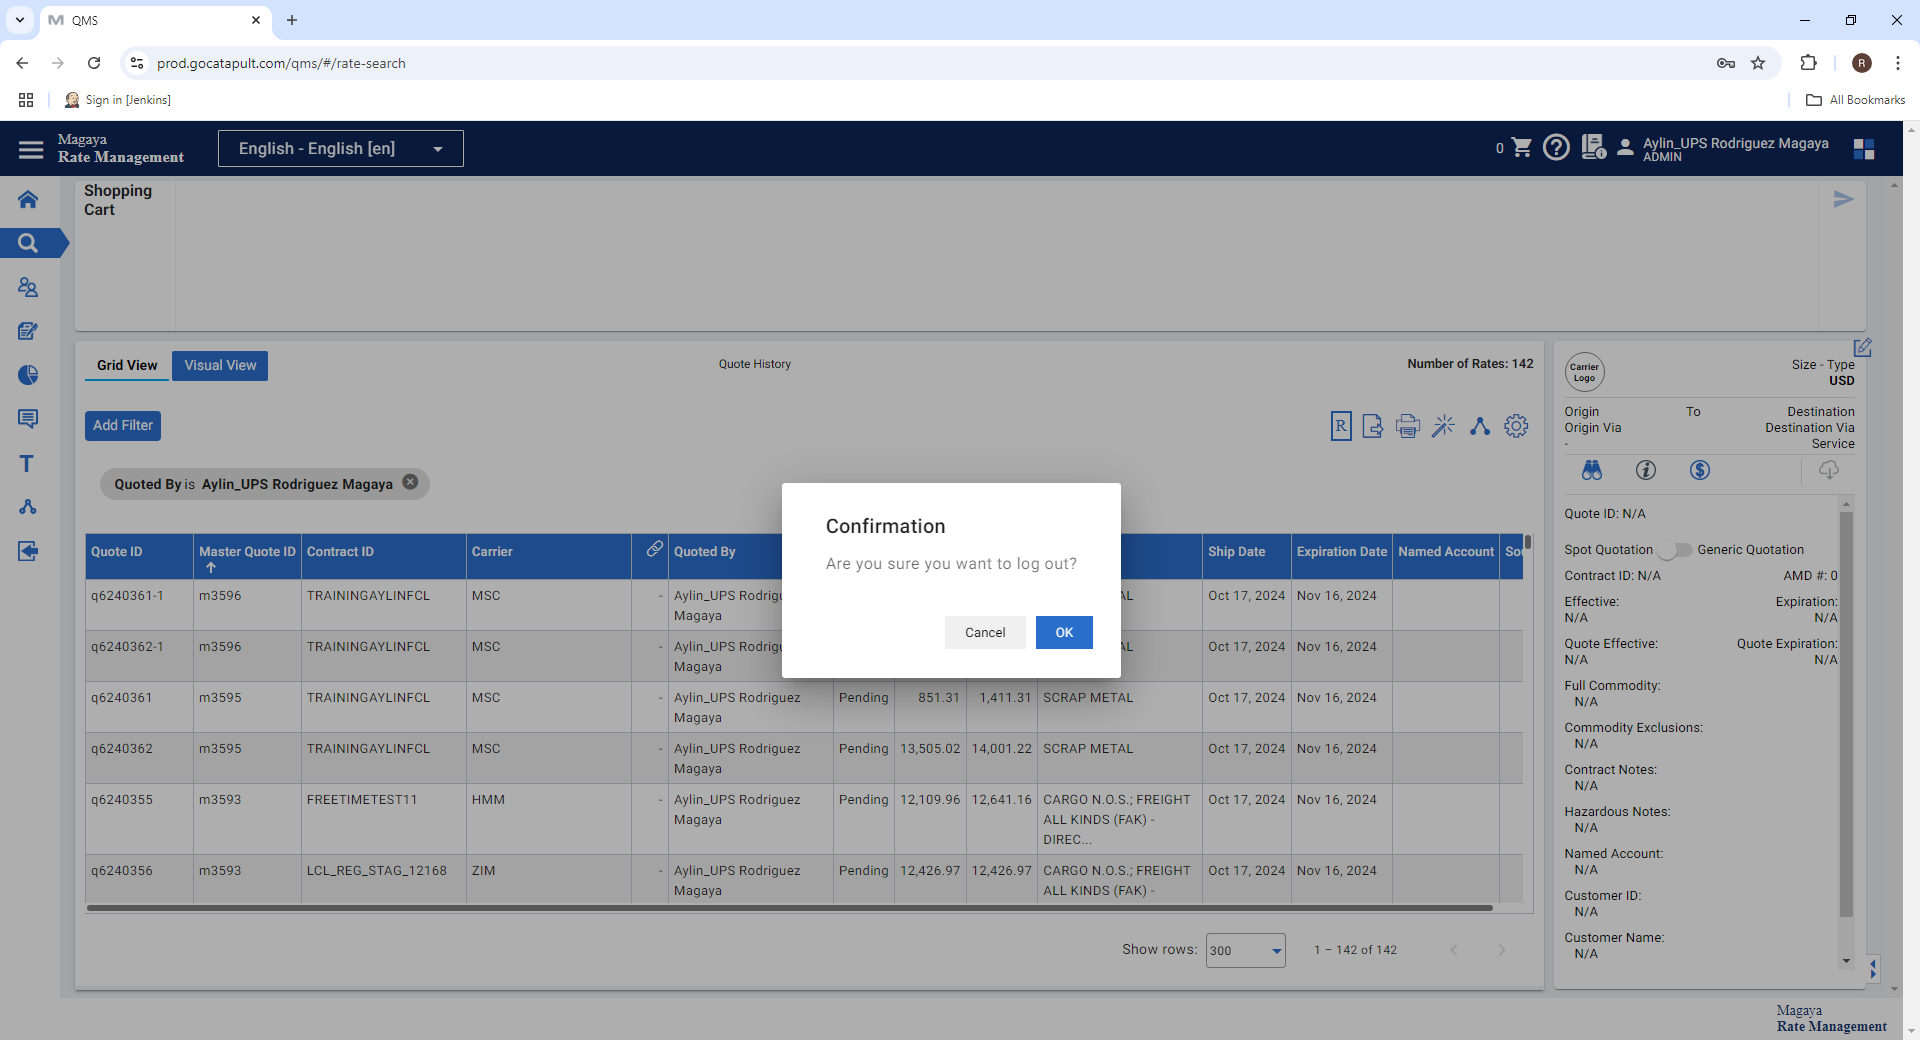 QMS
prod.gocatapult.com/qms/#/rate-search
R
Sign in [Jenkins]
All Bookmarks
Magaya
Rate Management
English - English [en]
0
Aylin_UPS Rodriguez Magaya
ADMIN
Shopping
Cart
Grid View
Visual View
Quote History
Number of Rates: 142
Add Filter
R
Quoted By is Aylin_UPS Rodriguez Magaya
Quote ID Master Quote ID Contract ID Carrier Quoted By Ship Date Expiration Date Named Account
q6240361-1 m3596 TRAININGAYLINFCL MSC - Aylin_UPS Oct 17, 2024 Nov 16, 2024
Magaya
q6240362-1 m3596 TRAININGAYLINFCL MSC - Aylin_UPS Oct 17, 2024 Nov 16, 2024
Magaya
q6240361 m3595 TRAININGAYLINFCL MSC - Aylin_UPS Rodriguez Pending 851.31 1,411.31 SCRAP METAL Oct 17, 2024 Nov 16, 2024
Magaya
q6240362 m3595 TRAININGAYLINFCL MSC - Aylin_UPS Rodriguez Pending 13,505.02 14,001.22 SCRAP METAL Oct 17, 2024 Nov 16, 2024
Magaya
q6240355 m3593 FREETIMETEST11 HMM - Aylin_UPS Rodriguez Pending 12,109.96 12,641.16 CARGO N.O.S.; FREIGHT Oct 17, 2024 Nov 16, 2024
Magaya ALL KINDS (FAK) -
DIREC...
q6240356 m3593 LCL_REG_STAG_12168 ZIM - Aylin_UPS Rodriguez Pending 12,426.97 12,426.97 CARGO N.O.S.; FREIGHT Oct 17, 2024 Nov 16, 2024
Magaya ALL KINDS (FAK) -
Show rows: 300 1 – 142 of 142
Confirmation
Are you sure you want to log out?
Cancel
OK
Carrier
Logo
Size - Type
USD
Origin To Destination
Origin Via Destination Via
- Service
Quote ID: N/A
Spot Quotation Generic Quotation
Contract ID: N/A AMD #: 0
Effective: Expiration:
N/A N/A
Quote Effective: Quote Expiration:
N/A N/A
Full Commodity:
N/A
Commodity Exclusions:
N/A
Contract Notes:
N/A
Hazardous Notes:
N/A
Named Account:
N/A
Customer ID:
N/A
Customer Name:
N/A
Magaya
Rate Management